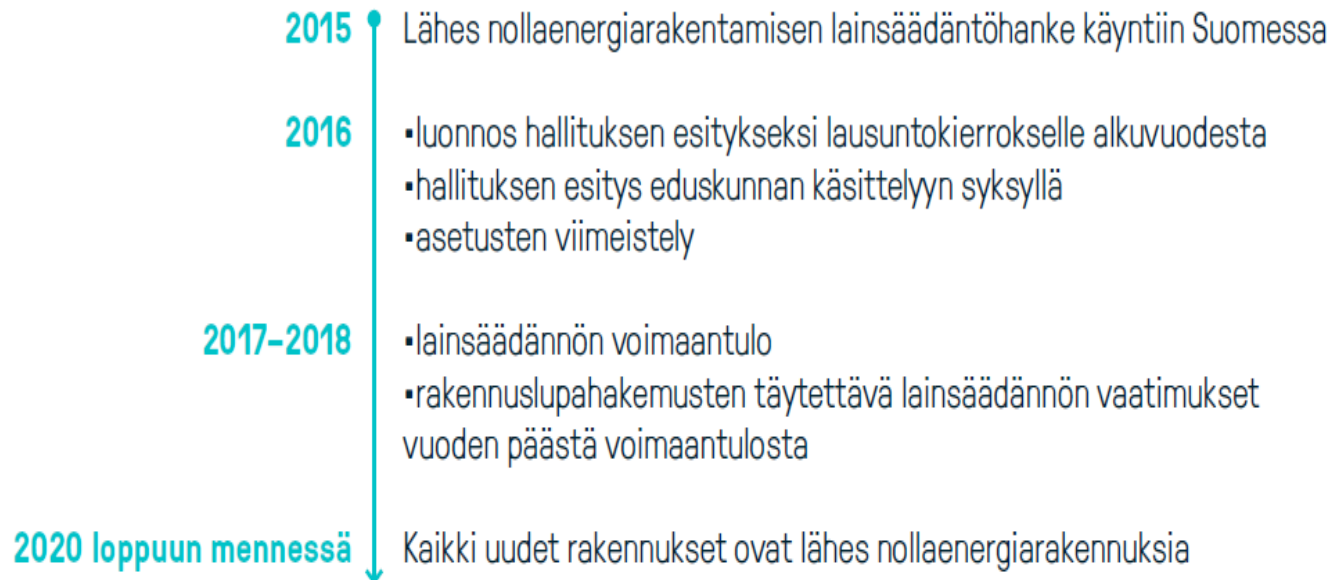 2015 Lähes nollaenergiarakentamisen lainsäädäntöhanke käyntiin Suomessa
2016 ▪luonnos hallituksen esitykseksi lausuntokierrokselle alkuvuodesta
▪hallituksen esitys eduskunnan käsittelyyn syksyllä
▪asetusten viimeistely
2017–2018 ▪lainsäädännön voimaantulo
▪rakennuslupahakemusten täytettävä lainsäädännön vaatimukset
vuoden päästä voimaantulosta
2020 loppuun mennessä Kaikki uudet rakennukset ovat lähes nollaenergiarakennuksia